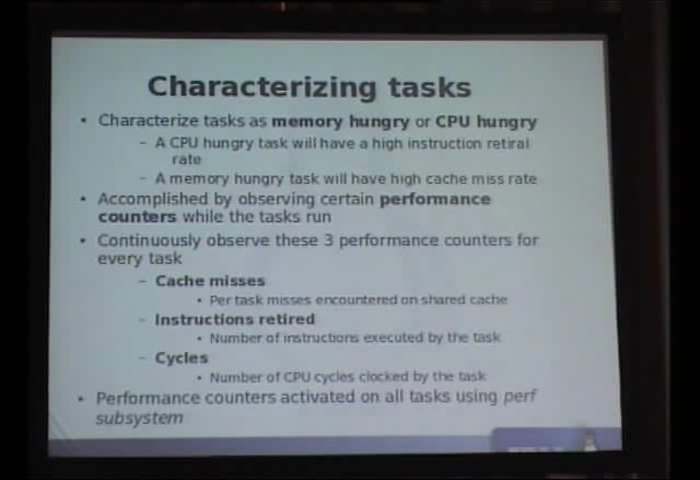 Characterizing tasks
• Characterize tasks as memory hungry or CPU hungry
– A CPU hungry task will have a high instruction retiral
rate
– A memory hungry task will have high cache miss rate
• Accomplished by observing certain performance
counters while the tasks run
• Continuously observe these 3 performance counters for
every task
– Cache misses
• Per task misses encountered on shared cache
– Instructions retired
• Number of instructions executed by the task
– Cycles
• Number of CPU cycles clocked by the task
• Performance counters activated on all tasks using perf
subsystem